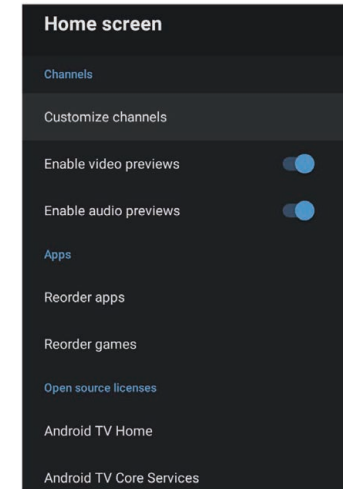 Home screen
Channels
Customize channels
Enable video previews
Enable audio previews
Apps
Reorder apps
Reorder games
Open source licenses
Android TV Home
Android TV Core Services